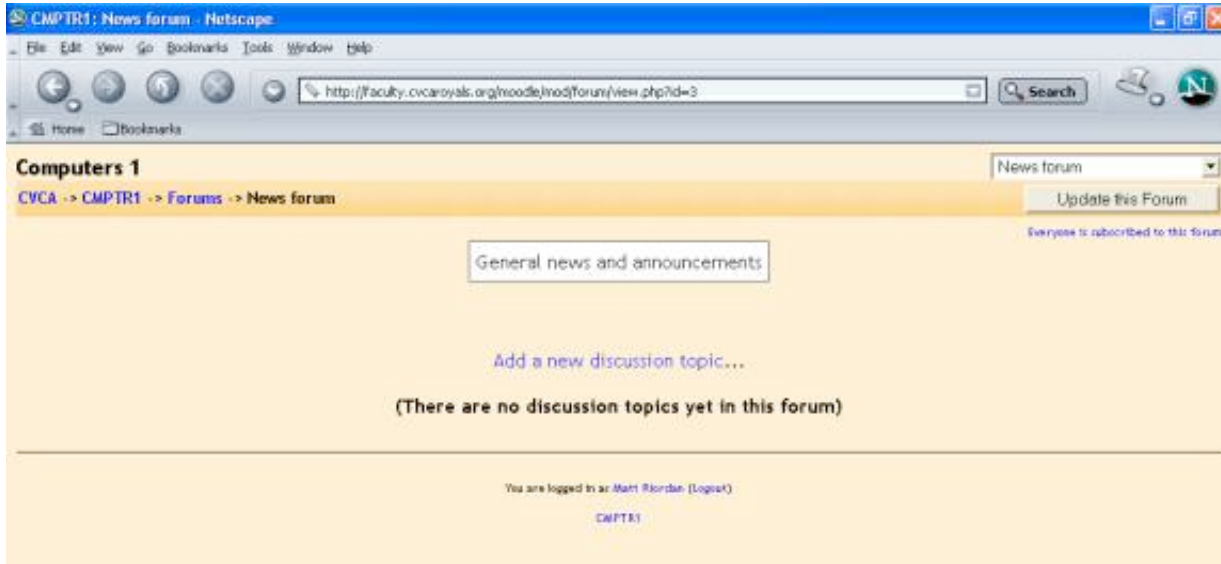 CMPTR1: News forum - Netscape
File Edit View Go Bookmarks Tools Window Help
http://faculty.cvcaroyals.org/moodle/mod/forum/view.php?id=3 Search N
Home Bookmarks
Computers 1 News forum
CVCA -> CMPTR1 -> Forums -> News forum Update this Forum
Everyone is subscribed to this forum
General news and announcements
Add a new discussion topic...
(There are no discussion topics yet in this forum)
You are logged in as Matt Riordan (Logout)
CMPTR1